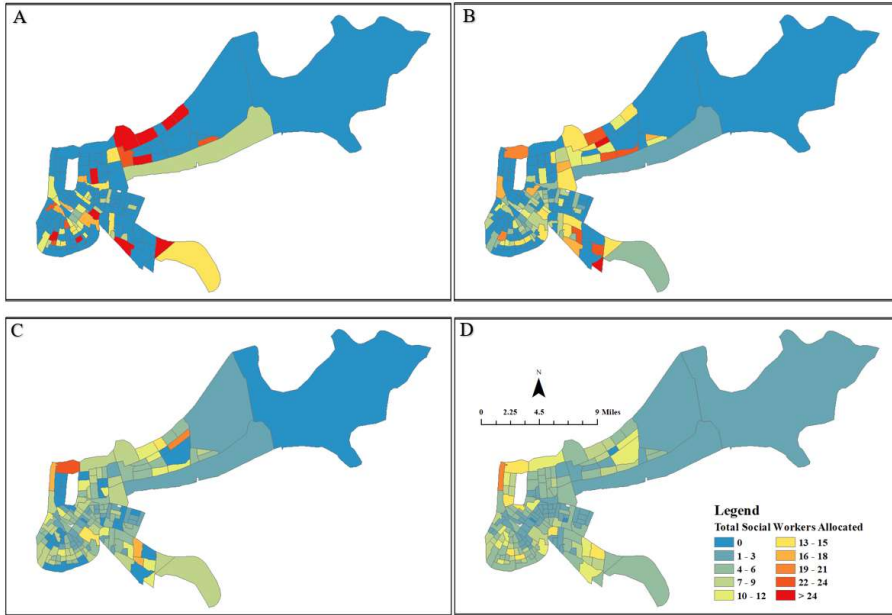 A
B
C
D
N
0 2.25 4.5 9 Miles
Legend
Total Social Workers Allocated
0 13 - 15
1 - 3 16 - 18
4 - 6 19 - 21
7 - 9 22 - 24
10 - 12 > 24